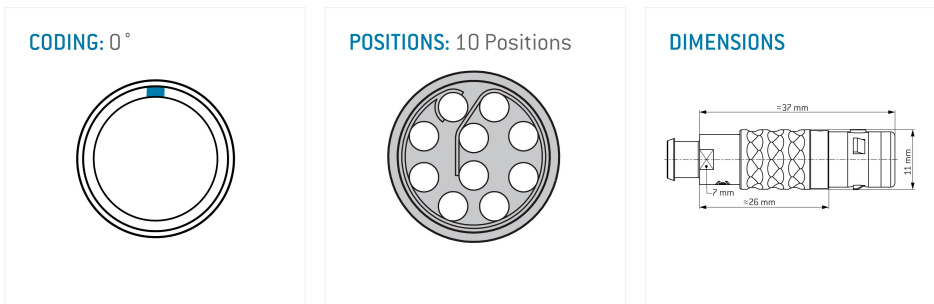 CODING: 0°
POSITIONS: 10 Positions
DIMENSIONS
≈37 mm
11 mm
7 mm
≈26 mm